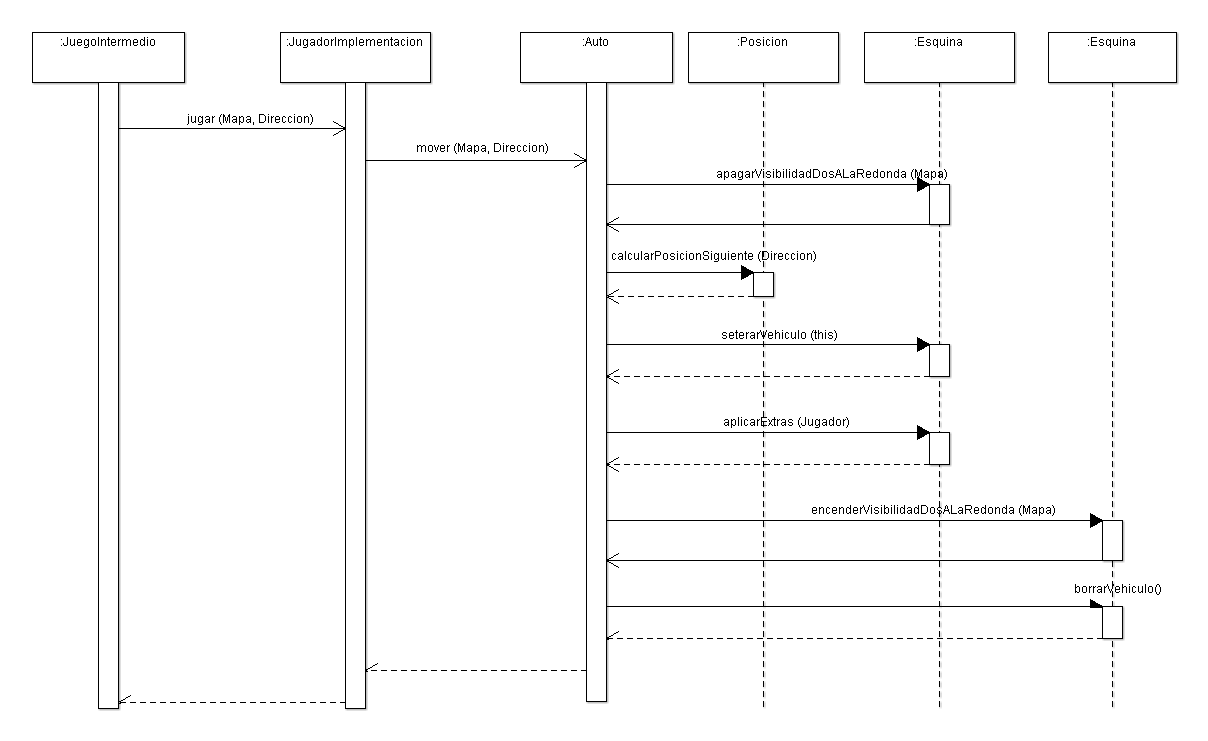 :JuegoIntermedio
:JugadorImplementacion
:Auto
:Posicion
:Esquina
:Esquina
jugar (Mapa, Direccion)
mover (Mapa, Direccion)
apagarVisibilidadDosALaRedonda (Mapa)
calcularPosicionSiguiente (Direccion)
seterarVehiculo (this)
aplicarExtras (Jugador)
encenderVisibilidadDosALaRedonda (Mapa)
borrarVehiculo()